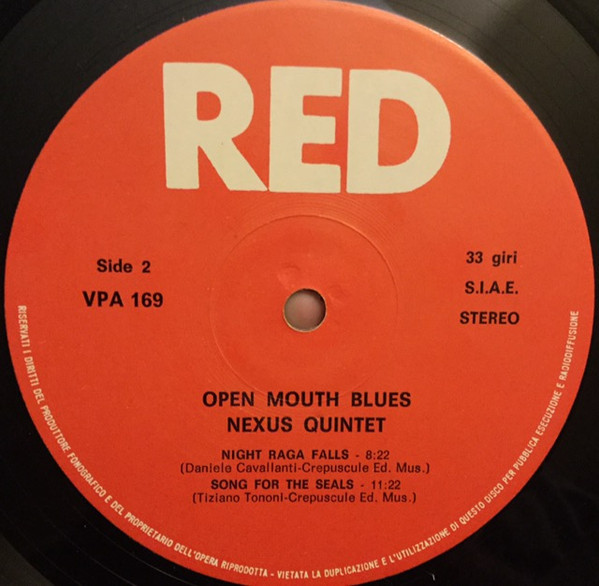 RED
Side 2
VPA 169
33 giri
S.I.A.E.
STEREO
OPEN MOUTH BLUES
NEXUS QUINTET
NIGHT RAGA FALLS - 8:22
(Daniela Cavallanti-Crepuscule Ed. Mus.)
SONG FOR THE SEALS - 11:22
(Tiziano Tononi-Crepuscule Ed. Mus.)
RISERVATI I DIRITTI DEL PRODUTTORE FONOGRAFICO E DEL PROPRIETARIO DELL'OPERA RIPRODOTTA - VIETATA LA DUPLICAZIONE E L'UTILIZZAZIONE DI QUESTO DISCO PER PUBBLICA ESECUZIONE E RADIODIFFUSIONE